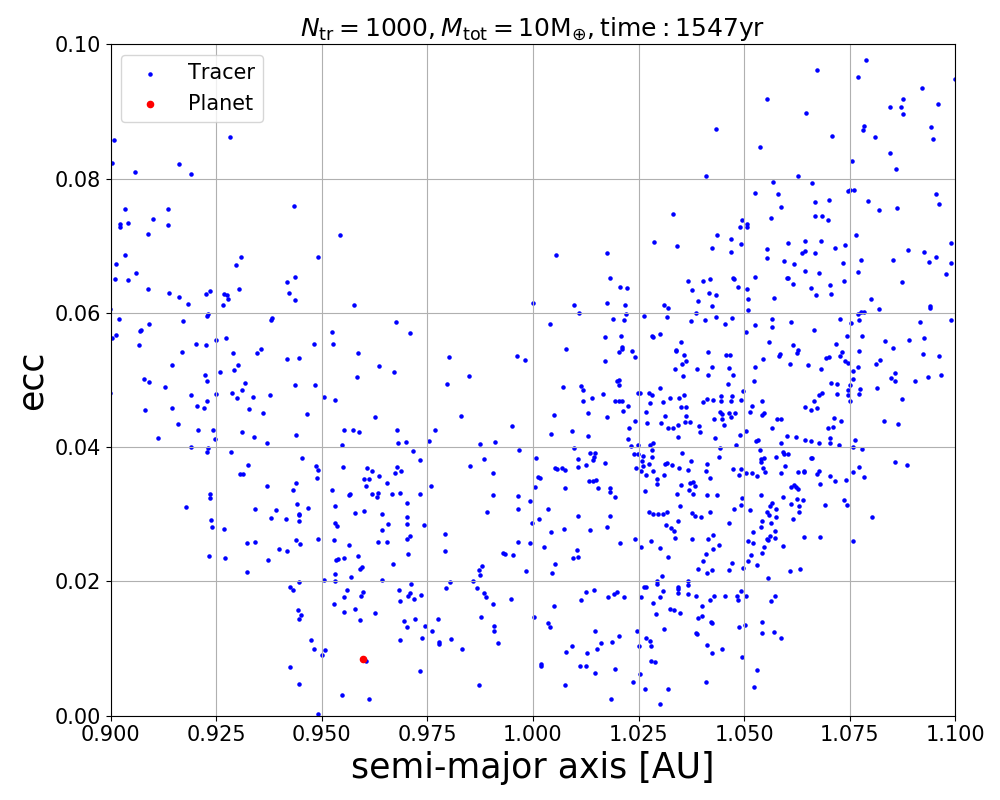 N_tr = 1000, M_tot = 10M_⊕, time : 1547yr
Tracer
Planet
ecc
0.10
0.08
0.06
0.04
0.02
0.00
0.900 0.925 0.950 0.975 1.000 1.025 1.050 1.075 1.100
semi-major axis [AU]